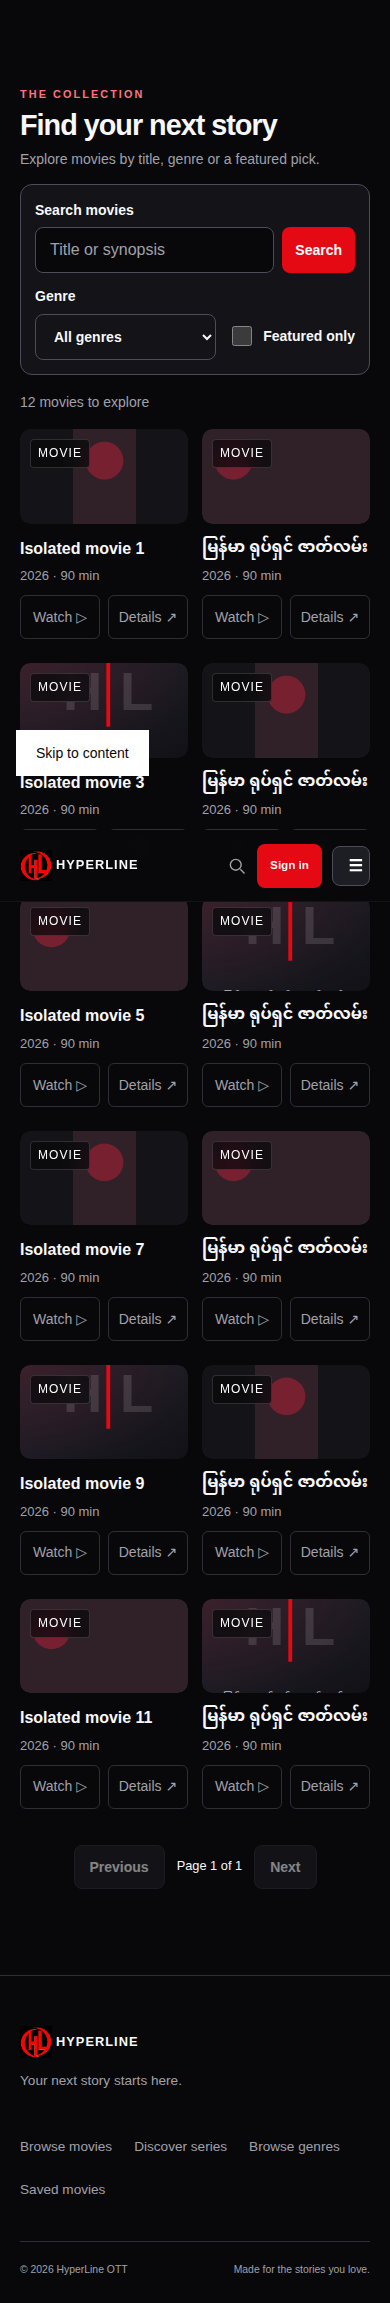 THE COLLECTION
Find your next story
Explore movies by title, genre or a featured pick.
Search movies
Title or synopsis
Search
Genre
All genres
Featured only
12 movies to explore
MOVIE
MOVIE
Isolated movie 1
မြန်မာ ရုပ်ရှင် ဇာတ်လမ်း
2026 · 90 min
2026 · 90 min
Watch ▷
Details ↗
Watch ▷
Details ↗
MOVIE
H L
MOVIE
Skip to content
Isolated movie 3
မြန်မာ ရုပ်ရှင် ဇာတ်လမ်း
2026 · 90 min
2026 · 90 min
HL
HYPERLINE
Sign in
☰
MOVIE
MOVIE
H L
Isolated movie 5
မြန်မာ ရုပ်ရှင် ဇာတ်လမ်း
2026 · 90 min
2026 · 90 min
Watch ▷
Details ↗
Watch ▷
Details ↗
MOVIE
MOVIE
Isolated movie 7
မြန်မာ ရုပ်ရှင် ဇာတ်လမ်း
2026 · 90 min
2026 · 90 min
Watch ▷
Details ↗
Watch ▷
Details ↗
MOVIE
H L
MOVIE
Isolated movie 9
မြန်မာ ရုပ်ရှင် ဇာတ်လမ်း
2026 · 90 min
2026 · 90 min
Watch ▷
Details ↗
Watch ▷
Details ↗
MOVIE
MOVIE
H L
Isolated movie 11
မြန်မာ ရုပ်ရှင် ဇာတ်လမ်း
2026 · 90 min
2026 · 90 min
Watch ▷
Details ↗
Watch ▷
Details ↗
Previous
Page 1 of 1
Next
HL
HYPERLINE
Your next story starts here.
Browse movies
Discover series
Browse genres
Saved movies
© 2026 HyperLine OTT
Made for the stories you love.